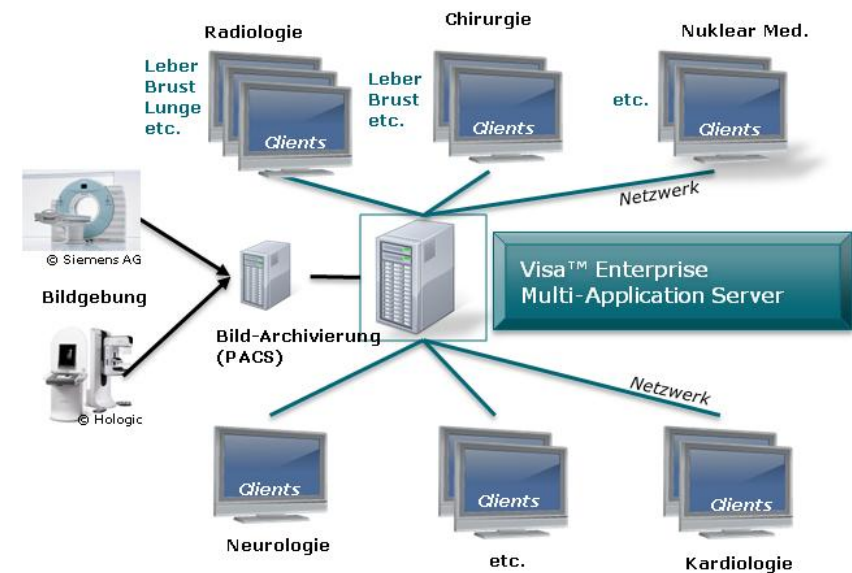 Radiologie
Chirurgie
Nuklear Med.
Leber
Brust
Lunge
etc.
Clients
Leber
Brust
etc.
Clients
etc.
Clients
Netzwerk
© Siemens AG
Bildgebung
Visa™ Enterprise
Multi-Application Server
Bild-Archivierung
(PACS)
© Hologic
Netzwerk
Clients
Clients
Clients
Neurologie
etc.
Kardiologie